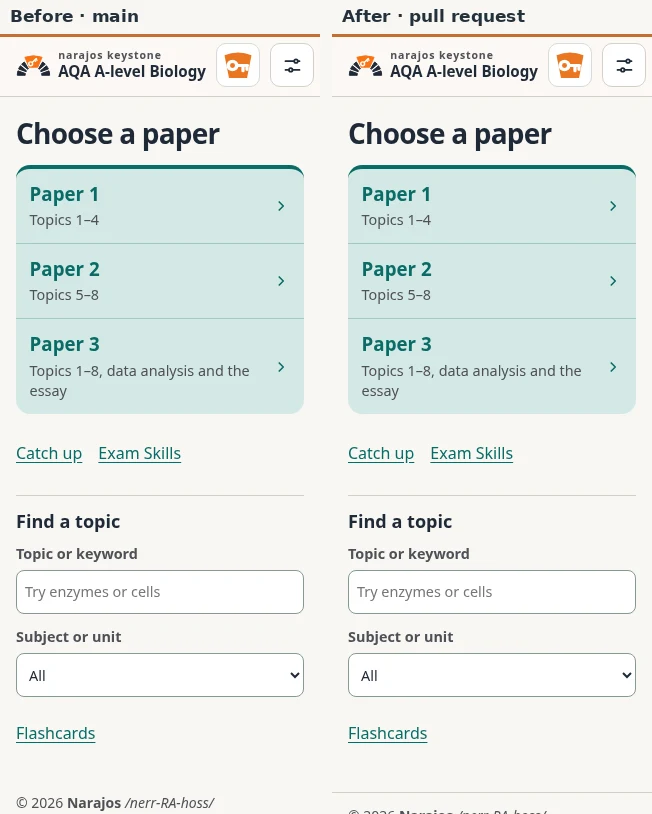 Before · main
narajos keystone
AQA A-level Biology
Choose a paper
Paper 1
Topics 1–4
Paper 2
Topics 5–8
Paper 3
Topics 1–8, data analysis and the
essay
Catch up Exam Skills
Find a topic
Topic or keyword
Try enzymes or cells
Subject or unit
All
Flashcards
© 2026 Narajos /nerr-RA-hoss/
After · pull request
narajos keystone
AQA A-level Biology
Choose a paper
Paper 1
Topics 1–4
Paper 2
Topics 5–8
Paper 3
Topics 1–8, data analysis and the
essay
Catch up Exam Skills
Find a topic
Topic or keyword
Try enzymes or cells
Subject or unit
All
Flashcards
© 2026 Narajos /nerr-RA-hoss/